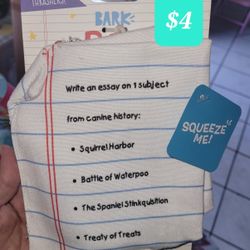 BARK
$4
Write an essay on 1 subject
from canine history:
• Squirrel Harbor
• Battle of Waterpoo
• The Spaniel Stinkquisition
• Treaty of Treats
SQUEEZE
ME!